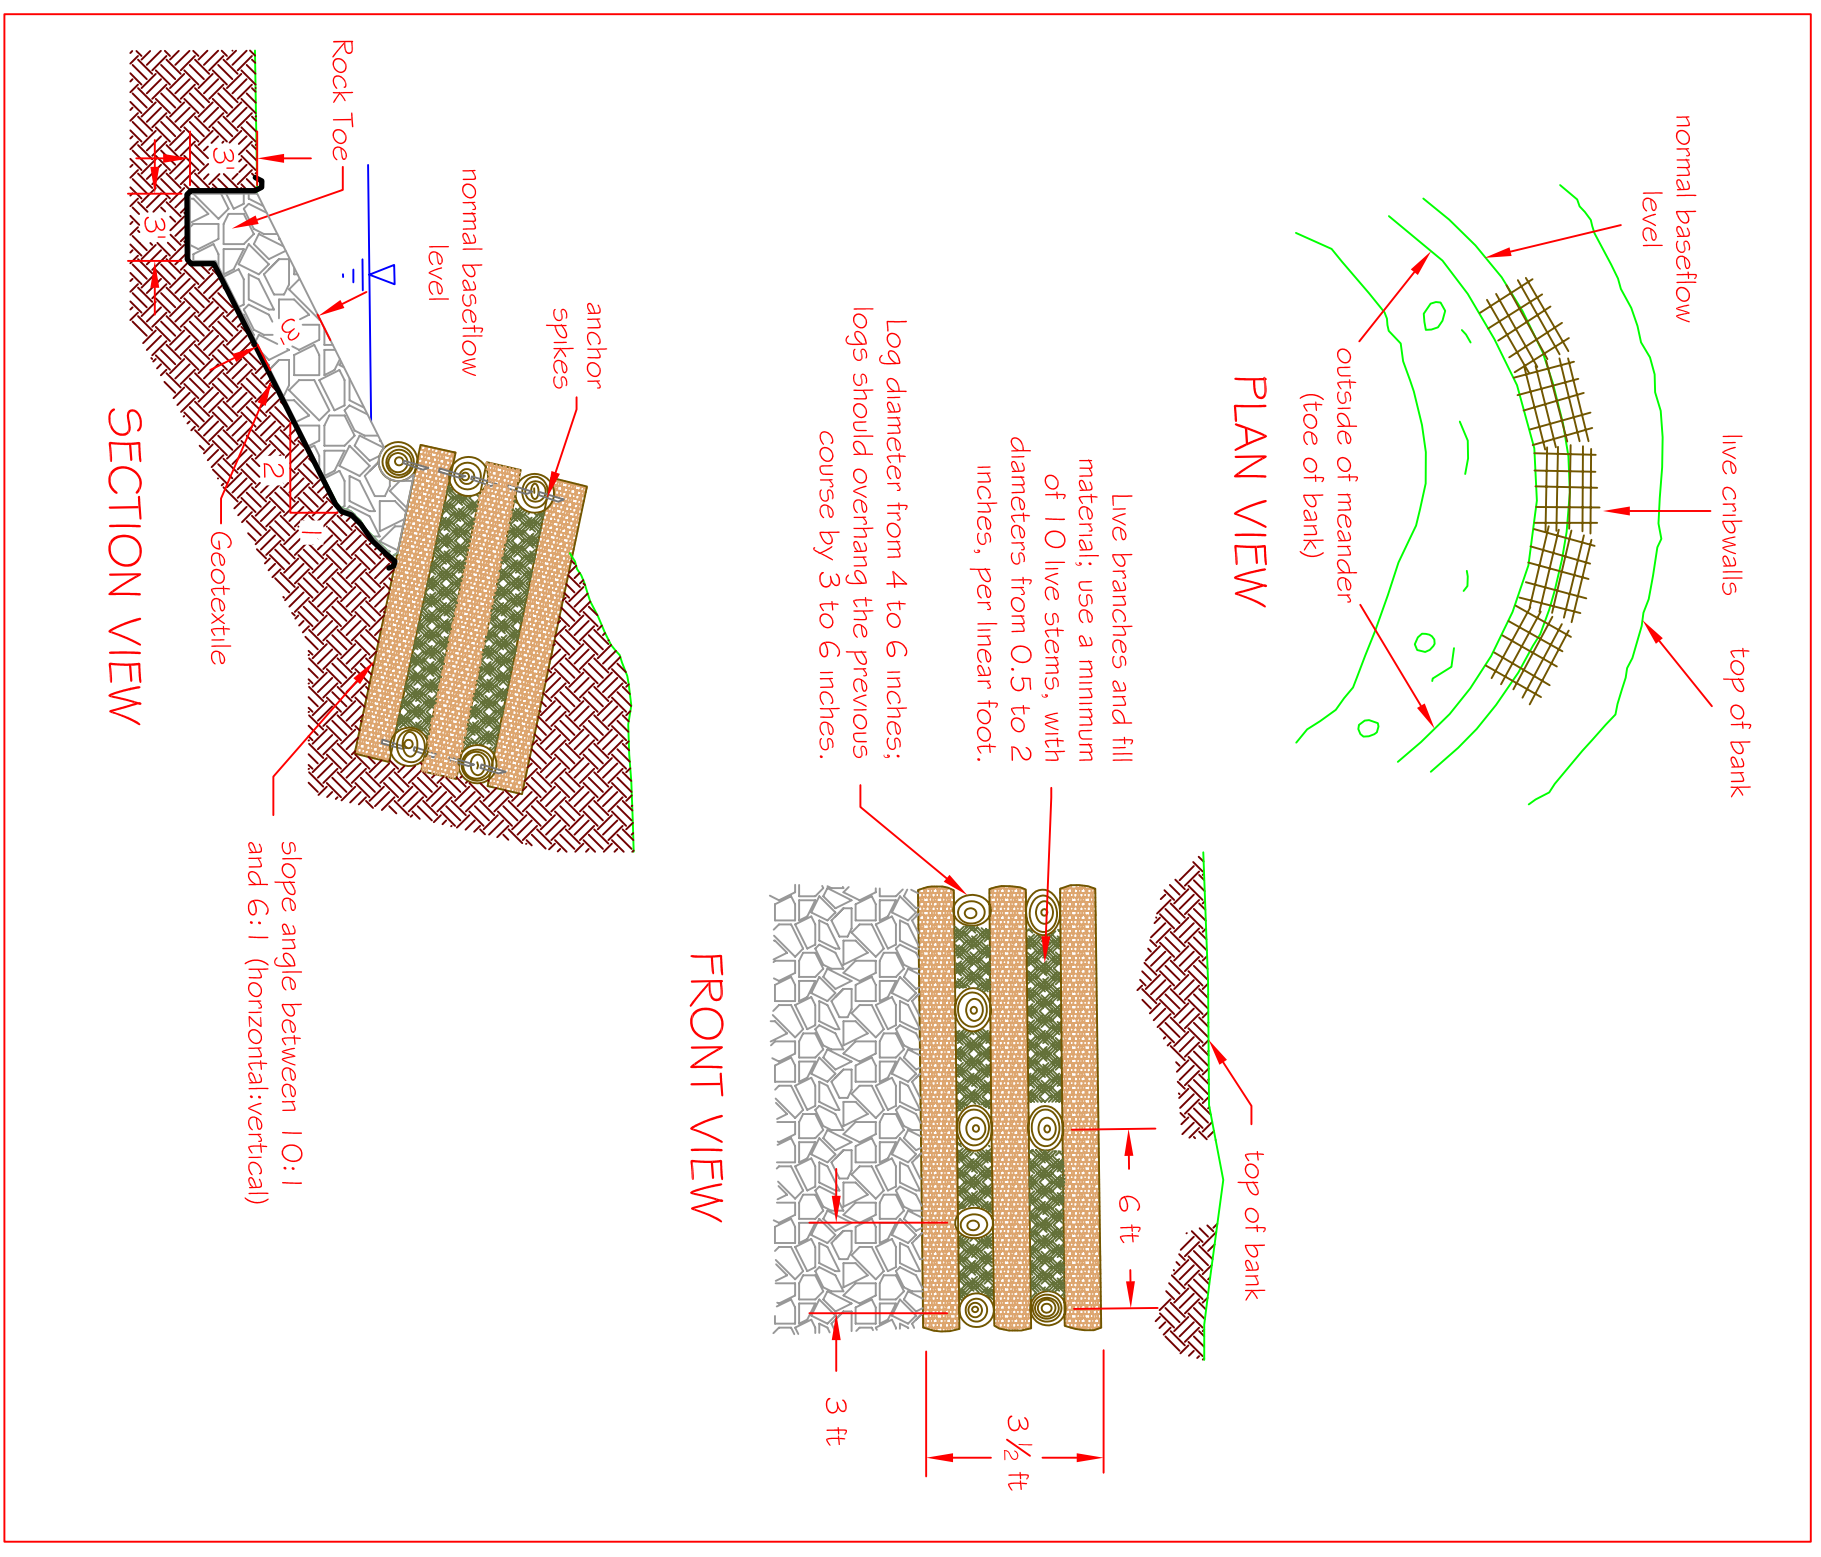 live cribwalls
top of bank
normal baseflow
level
outside of meander
(toe of bank)
PLAN VIEW
top of bank
6 ft
3 ½ ft
3 ft
Live branches and fill
material; use a minimum
of 10 live stems, with
diameters from 0.5 to 2
inches, per linear foot.
Log diameter from 4 to 6 inches;
logs should overhang the previous
course by 3 to 6 inches.
FRONT VIEW
anchor
spikes
normal baseflow
level
Rock Toe
3'
3'
3'
2
1
Geotextile
slope angle between 10:1
and 6:1 (horizontal:vertical)
SECTION VIEW